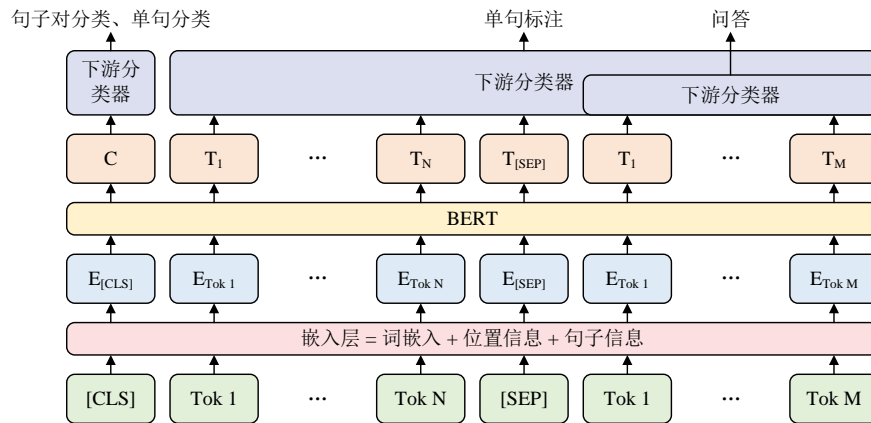 句子对分类、单句分类 单句标注 问答
下游分
类器
下游分类器
下游分类器
C T1 ... TN T[SEP] T1 ... TM
BERT
E[CLS] ETok 1 ... ETok N E[SEP] ETok 1 ... ETok M
嵌入层 = 词嵌入 + 位置信息 + 句子信息
[CLS] Tok 1 ... Tok N [SEP] Tok 1 ... Tok M